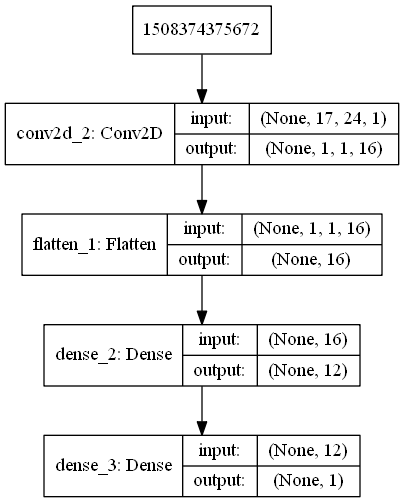 1508374375672
conv2d_2: Conv2D
input: (None, 17, 24, 1)
output: (None, 1, 1, 16)
flatten_1: Flatten
input: (None, 1, 1, 16)
output: (None, 16)
dense_2: Dense
input: (None, 16)
output: (None, 12)
dense_3: Dense
input: (None, 12)
output: (None, 1)